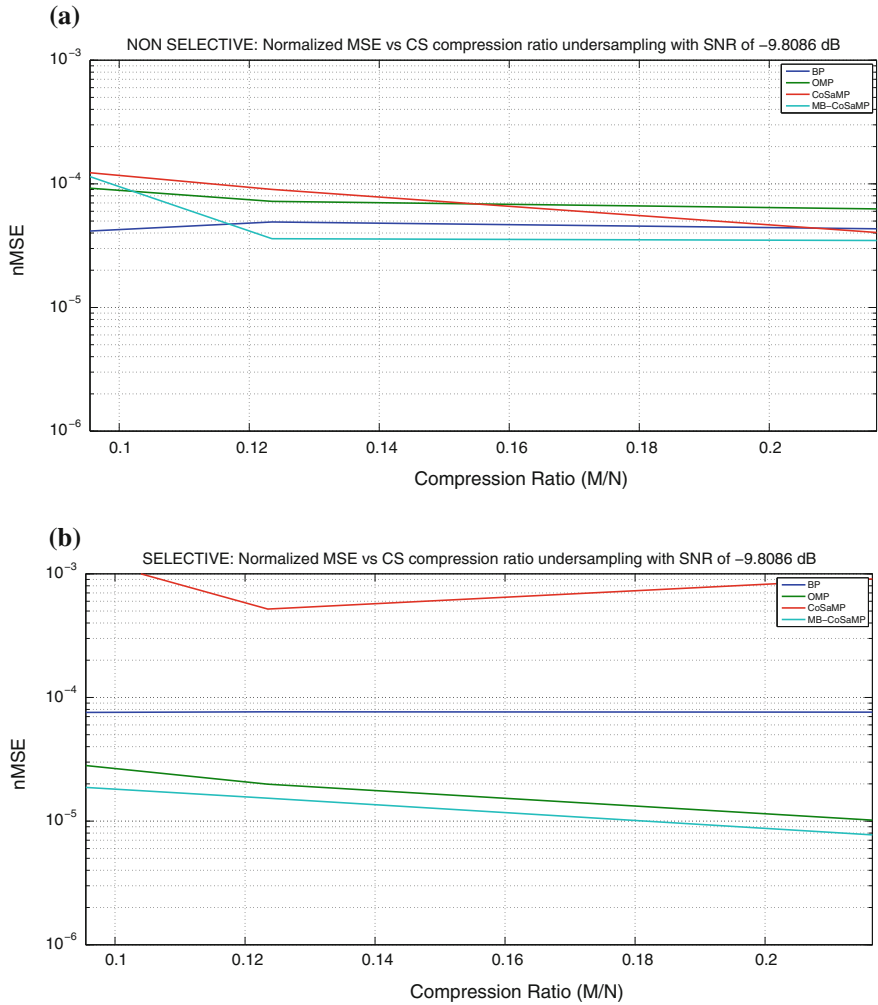 (a)
NON SELECTIVE: Normalized MSE vs CS compression ratio undersampling with SNR of −9.8086 dB
10⁻³
BP
OMP
CoSaMP
MB−CoSaMP
10⁻⁴
nMSE
10⁻⁵
10⁻⁶
0.1 0.12 0.14 0.16 0.18 0.2
Compression Ratio (M/N)
(b)
SELECTIVE: Normalized MSE vs CS compression ratio undersampling with SNR of −9.8086 dB
10⁻³
BP
OMP
CoSaMP
MB−CoSaMP
10⁻⁴
nMSE
10⁻⁵
10⁻⁶
0.1 0.12 0.14 0.16 0.18 0.2
Compression Ratio (M/N)